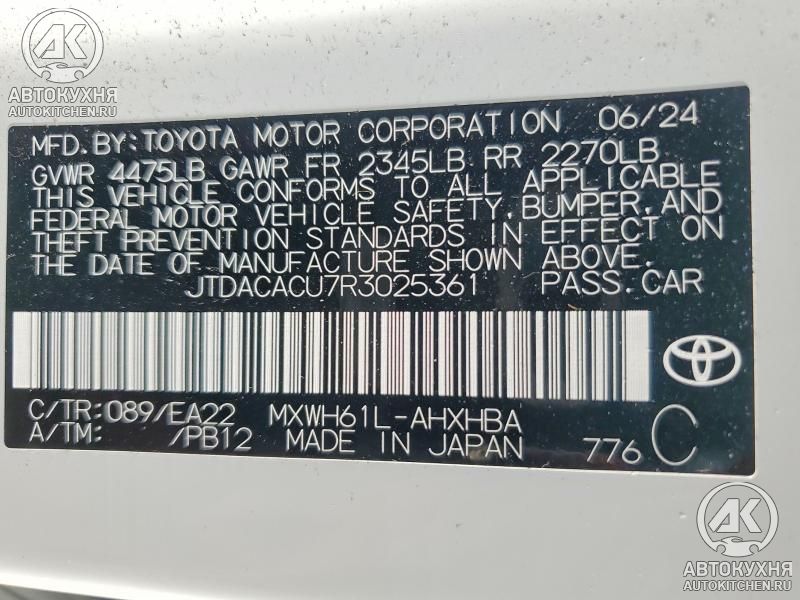 AK
АВТОКУХНЯ
AUTOKITCHEN.RU
MFD.BY:TOYOTA MOTOR CORPORATION 06/24
GVWR 4475LB GAWR FR 2345LB RR 2270LB
THIS VEHICLE CONFORMS TO ALL APPLICABLE
FEDERAL MOTOR VEHICLE SAFETY,BUMPER,AND
THEFT PREVENTION STANDARDS IN EFFECT ON
THE DATE OF MANUFACTURE SHOWN ABOVE.
JTDACACU7R3025361 PASS.CAR
C/TR:089/EA22 MXWH61L-AHXHBA
A/TM: /PB12 MADE IN JAPAN 776 C
AK
АВТОКУХНЯ
AUTOKITCHEN.RU